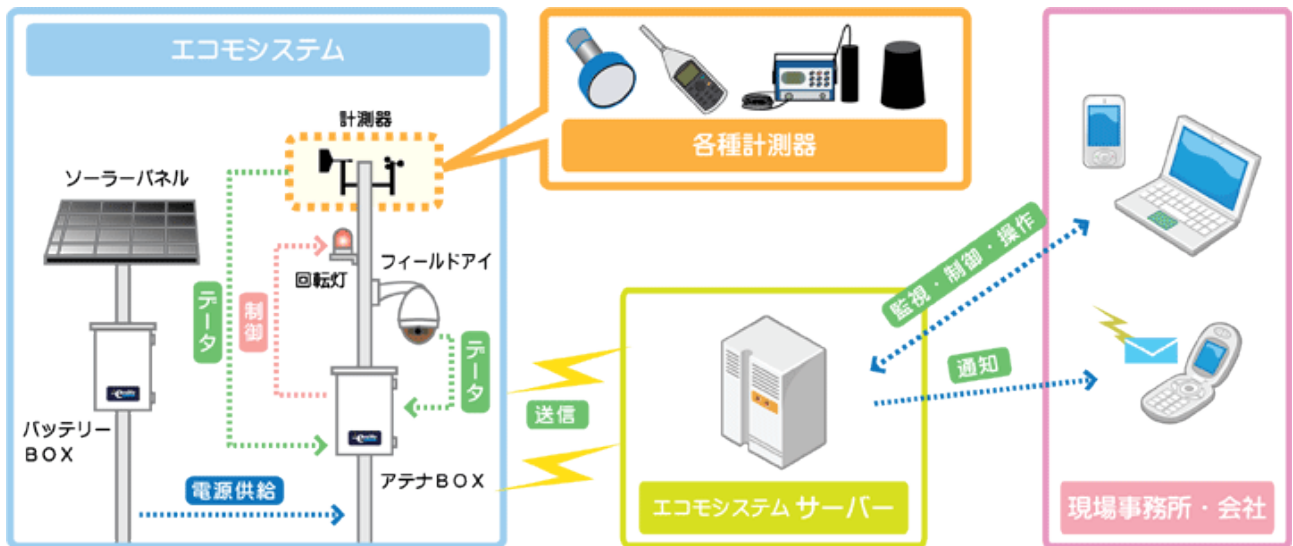 エコモシステム
計測器
各種計測器
ソーラーパネル
回転灯
フィールドアイ
データ
制御
データ
バッテリー
BOX
アテナBOX
電源供給
送信
監視・制御・操作
通知
エコモシステム サーバー
現場事務所・会社